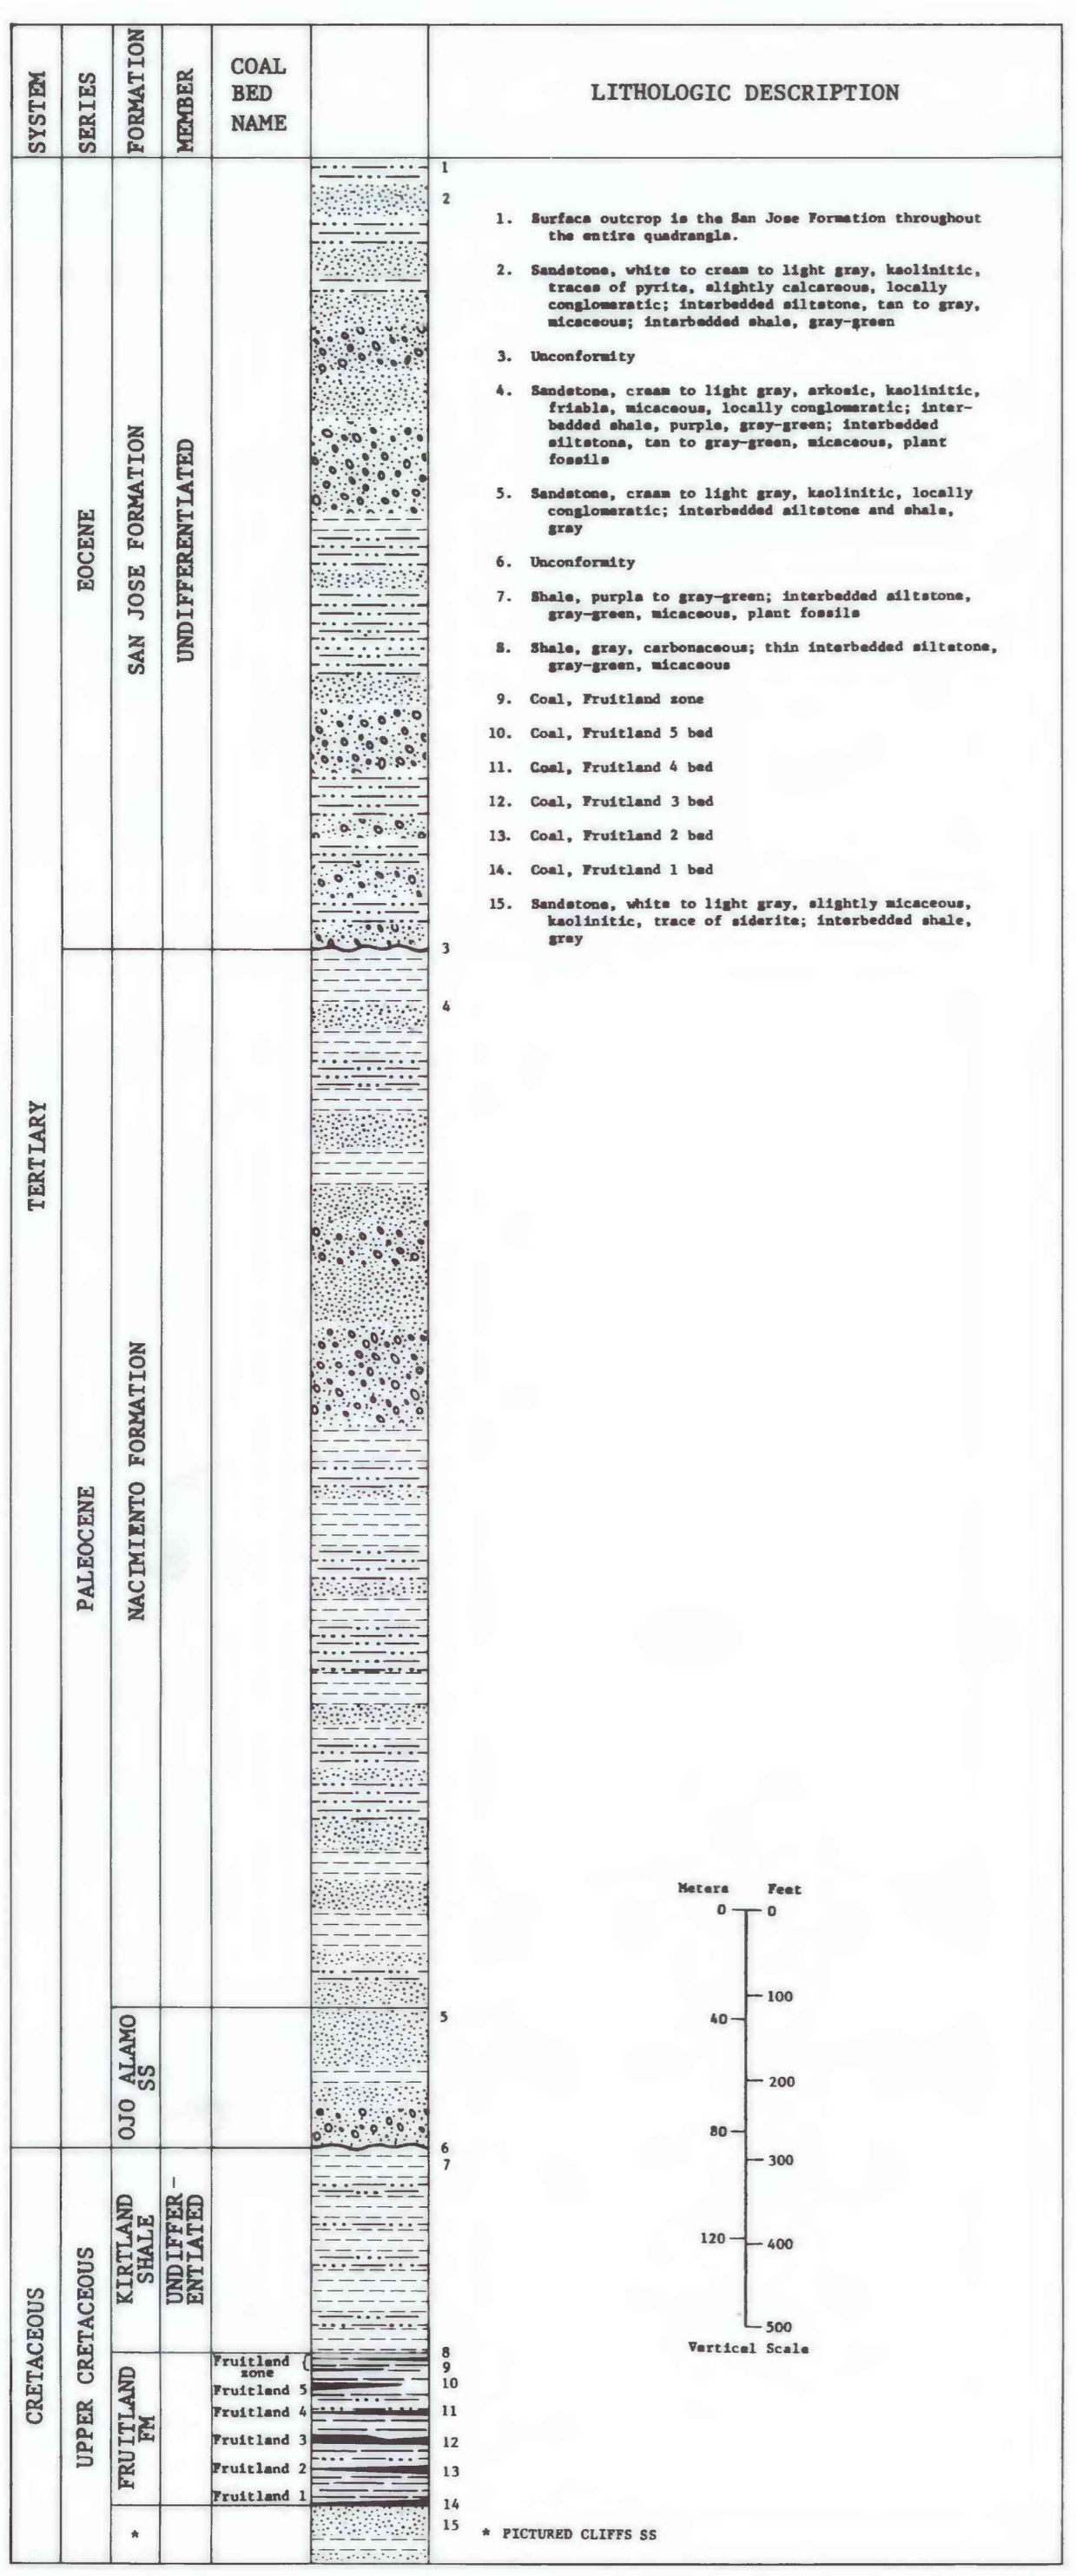 SYSTEM
SERIES
FORMATION
MEMBER
COAL
BED
NAME
LITHOLOGIC DESCRIPTION
TERTIARY
CRETACEOUS
EOCENE
PALEOCENE
UPPER CRETACEOUS
SAN JOSE FORMATION
NACIMIENTO FORMATION
OJO ALAMO
SS
KIRTLAND
SHALE
FRUITLAND
FM
*
UNDIFFERENTIATED
UNDIFFER-
ENTIATED
Fruitland
zone
Fruitland 5
Fruitland 4
Fruitland 3
Fruitland 2
Fruitland 1
1
2
3
4
5
6
7
8
9
10
11
12
13
14
15
1. Surface outcrop is the San Jose Formation throughout
the entire quadrangle.
2. Sandstone, white to cream to light gray, kaolinitic,
traces of pyrite, slightly calcareous, locally
conglomeratic; interbedded siltstone, tan to gray,
micaceous; interbedded shale, gray-green
3. Unconformity
4. Sandstone, cream to light gray, arkosic, kaolinitic,
friable, micaceous, locally conglomeratic; inter-
bedded shale, purple, gray-green; interbedded
siltstone, tan to gray-green, micaceous, plant
fossils
5. Sandstone, cream to light gray, kaolinitic, locally
conglomeratic; interbedded siltstone and shale,
gray
6. Unconformity
7. Shale, purple to gray-green; interbedded siltstone,
gray-green, micaceous, plant fossils
8. Shale, gray, carbonaceous; thin interbedded siltstone,
gray-green, micaceous
9. Coal, Fruitland zone
10. Coal, Fruitland 5 bed
11. Coal, Fruitland 4 bed
12. Coal, Fruitland 3 bed
13. Coal, Fruitland 2 bed
14. Coal, Fruitland 1 bed
15. Sandstone, white to light gray, slightly micaceous,
kaolinitic, trace of siderite; interbedded shale,
gray
Meters Feet
0 0
100
40
200
80
300
120
400
500
Vertical Scale
* PICTURED CLIFFS SS